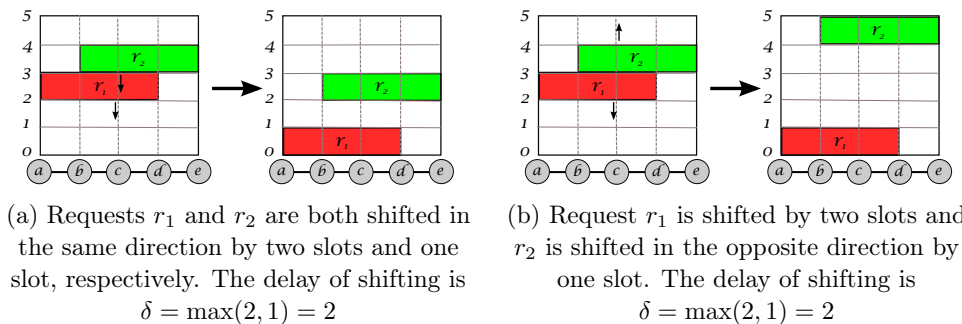 5
4
3
2
1
0
r₂
r₁
a b c d e
5
4
3
2
1
0
r₂
r₁
a b c d e
(a) Requests r₁ and r₂ are both shifted in
the same direction by two slots and one
slot, respectively. The delay of shifting is
δ = max(2, 1) = 2
5
4
3
2
1
0
r₂
r₁
a b c d e
5
4
3
2
1
0
r₂
r₁
a b c d e
(b) Request r₁ is shifted by two slots and
r₂ is shifted in the opposite direction by
one slot. The delay of shifting is
δ = max(2, 1) = 2